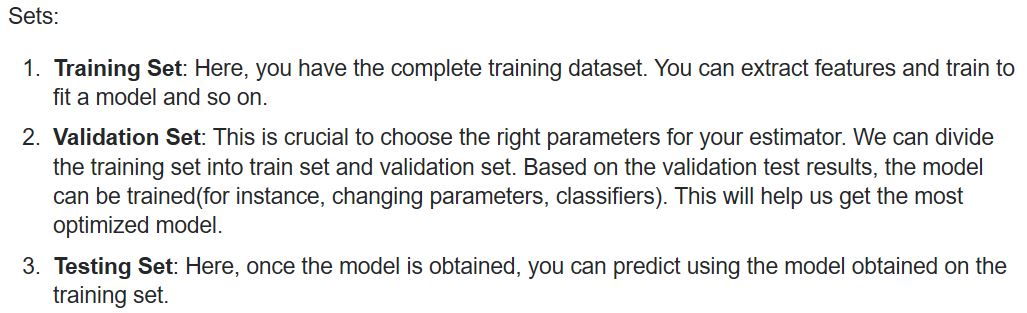 Sets:
1. Training Set: Here, you have the complete training dataset. You can extract features and train to
fit a model and so on.
2. Validation Set: This is crucial to choose the right parameters for your estimator. We can divide
the training set into train set and validation set. Based on the validation test results, the model
can be trained(for instance, changing parameters, classifiers). This will help us get the most
optimized model.
3. Testing Set: Here, once the model is obtained, you can predict using the model obtained on the
training set.